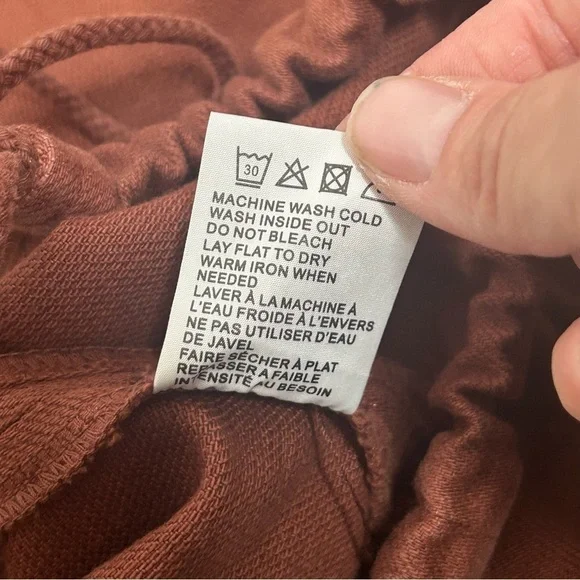 30
MACHINE WASH COLD
WASH INSIDE OUT
DO NOT BLEACH
LAY FLAT TO DRY
WARM IRON WHEN
NEEDED
LAVER À LA MACHINE À
L'EAU FROIDE À L'ENVERS
NE PAS UTILISER D'EAU
DE JAVEL
FAIRE SÉCHER À PLAT
REPASSER A FAIBLE
INTENSITÉ AU BESOIN